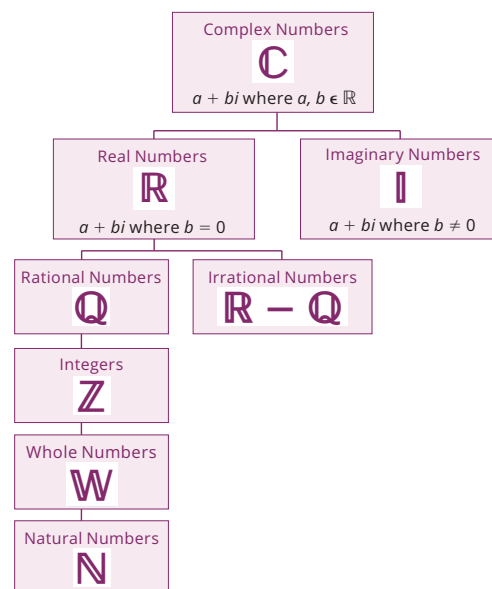 Complex Numbers
ℂ
a + bi where a, b ϵ ℝ
Real Numbers
ℝ
a + bi where b = 0
Imaginary Numbers
𝕀
a + bi where b ≠ 0
Rational Numbers
ℚ
Irrational Numbers
ℝ − ℚ
Integers
ℤ
Whole Numbers
𝕎
Natural Numbers
ℕ